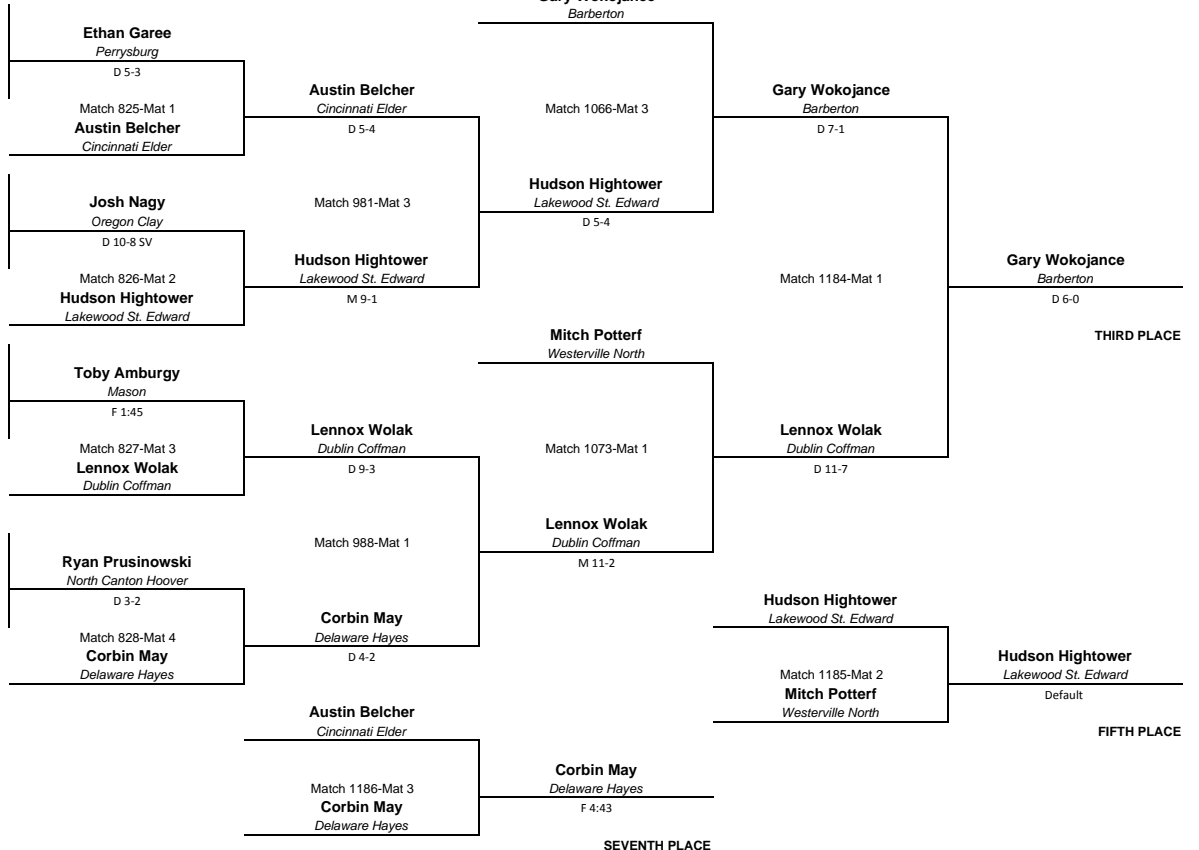 Gary Wokojance
Barberton
Ethan Garee
Perrysburg
D 5-3
Match 825-Mat 1
Austin Belcher
Cincinnati Elder
Austin Belcher
Cincinnati Elder
D 5-4
Match 1066-Mat 3
Gary Wokojance
Barberton
D 7-1
Josh Nagy
Oregon Clay
D 10-8 SV
Match 826-Mat 2
Hudson Hightower
Lakewood St. Edward
Match 981-Mat 3
Hudson Hightower
Lakewood St. Edward
M 9-1
Hudson Hightower
Lakewood St. Edward
D 5-4
Match 1184-Mat 1
Gary Wokojance
Barberton
D 6-0
THIRD PLACE
Toby Amburgy
Mason
F 1:45
Match 827-Mat 3
Lennox Wolak
Dublin Coffman
Lennox Wolak
Dublin Coffman
D 9-3
Mitch Potterf
Westerville North
Match 1073-Mat 1
Lennox Wolak
Dublin Coffman
D 11-7
Ryan Prusinowski
North Canton Hoover
D 3-2
Match 828-Mat 4
Corbin May
Delaware Hayes
Match 988-Mat 1
Corbin May
Delaware Hayes
D 4-2
Lennox Wolak
Dublin Coffman
M 11-2
Hudson Hightower
Lakewood St. Edward
Match 1185-Mat 2
Mitch Potterf
Westerville North
Hudson Hightower
Lakewood St. Edward
Default
FIFTH PLACE
Austin Belcher
Cincinnati Elder
Match 1186-Mat 3
Corbin May
Delaware Hayes
Corbin May
Delaware Hayes
F 4:43
SEVENTH PLACE